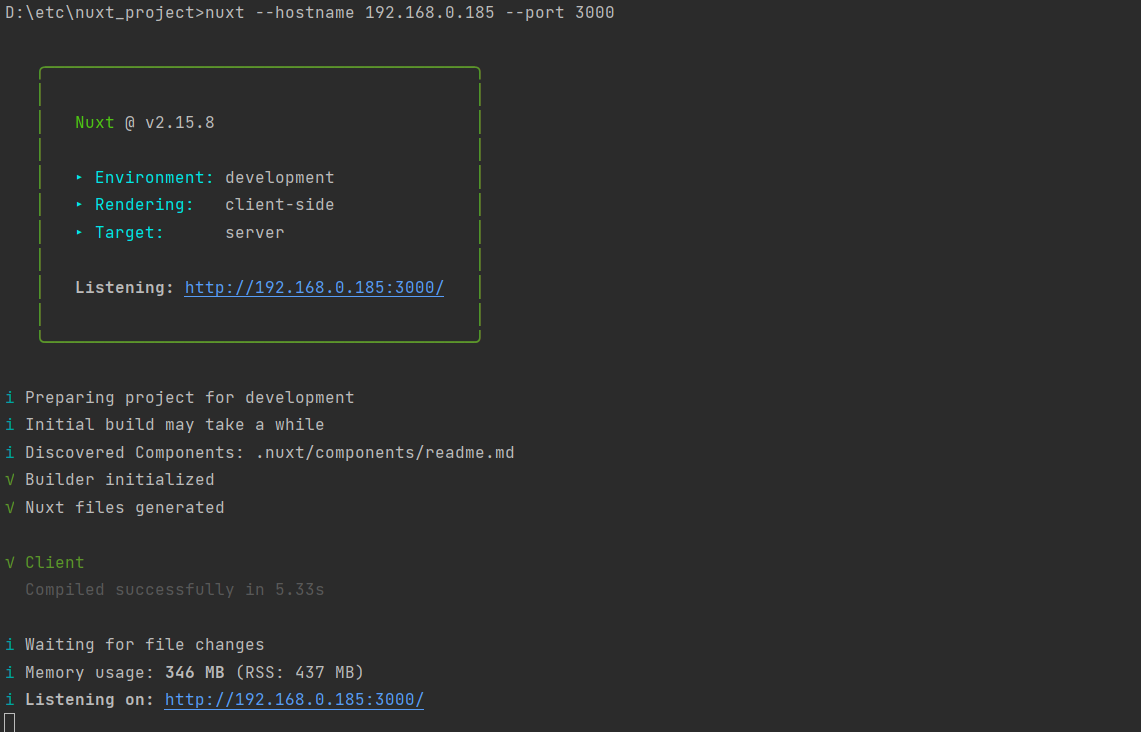 D:\etc\nuxt_project>nuxt --hostname 192.168.0.185 --port 3000
Nuxt @ v2.15.8
▸ Environment: development
▸ Rendering: client-side
▸ Target: server
Listening: http://192.168.0.185:3000/
i Preparing project for development
i Initial build may take a while
i Discovered Components: .nuxt/components/readme.md
√ Builder initialized
√ Nuxt files generated
√ Client
Compiled successfully in 5.33s
i Waiting for file changes
i Memory usage: 346 MB (RSS: 437 MB)
i Listening on: http://192.168.0.185:3000/